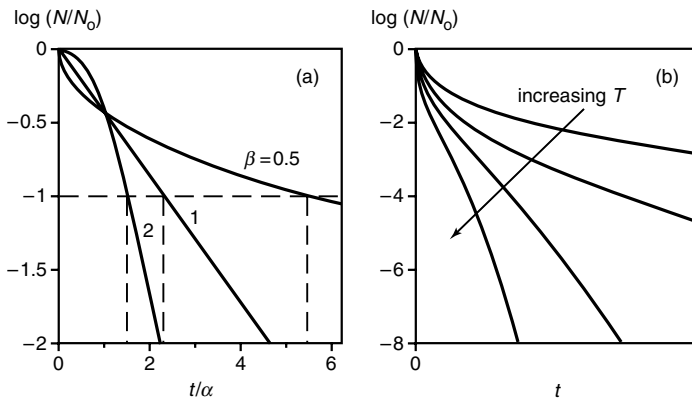 log (N/N₀)
0
−0.5
−1
−1.5
−2
0 2 4 6
t/α
(a)
β = 0.5
1
2
log (N/N₀)
0
−2
−4
−6
−8
0
t
(b)
increasing T